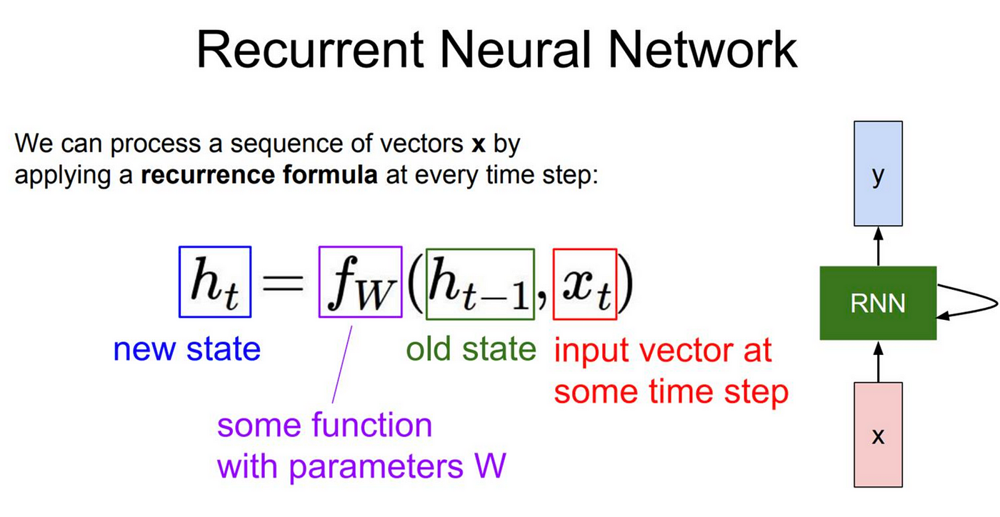 Recurrent Neural Network
We can process a sequence of vectors x by
applying a recurrence formula at every time step:
h_t = f_W(h_{t-1}, x_t)
new state
old state
input vector at
some time step
some function
with parameters W
y
RNN
x